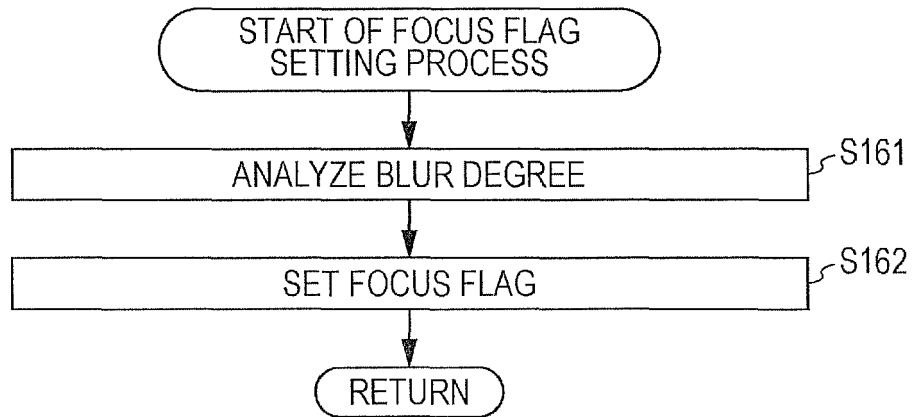 START OF FOCUS FLAG
SETTING PROCESS
ANALYZE BLUR DEGREE
S161
SET FOCUS FLAG
S162
RETURN